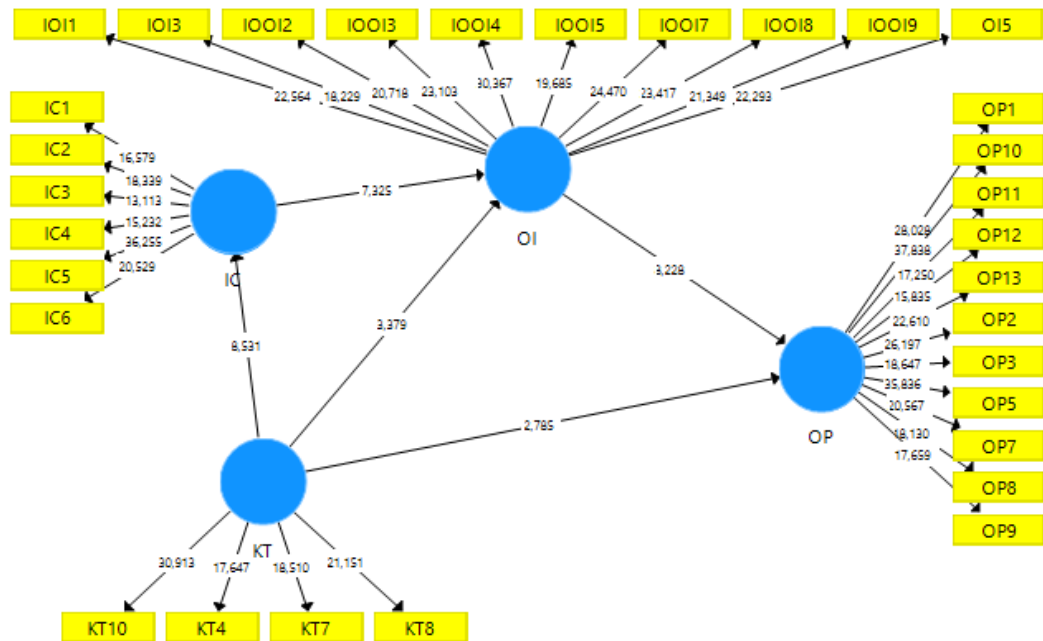 IOI1 IOI3 IOOI2 IOOI3 IOOI4 IOOI5 IOOI7 IOOI8 IOOI9 OI5
22,564 18,229 20,718 23,103 30,367 19,685 24,470 23,417 21,349 22,293
IC1
IC2
IC3
IC4
IC5
IC6
16,579
18,339
13,113
15,232
36,255
20,529
IC
7,325
OI
8,531
3,379
3,228
2,785
OP1
OP10
OP11
OP12
OP13
OP2
OP3
OP5
OP7
OP8
OP9
28,028
37,838
17,250
15,835
22,610
26,197
18,647
35,836
20,567
18,130
17,659
OP
KT
30,913 17,647 18,510 21,151
KT10 KT4 KT7 KT8